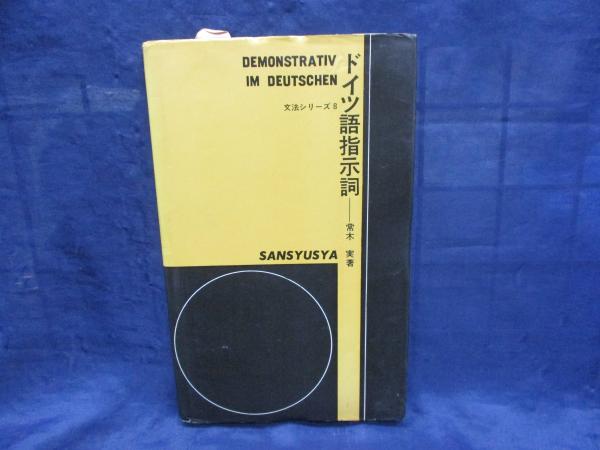 DEMONSTRATIV
IM DEUTSCHEN
文法シリーズ 8
ドイツ語指示詞——常木 実著
SANSYUSYA